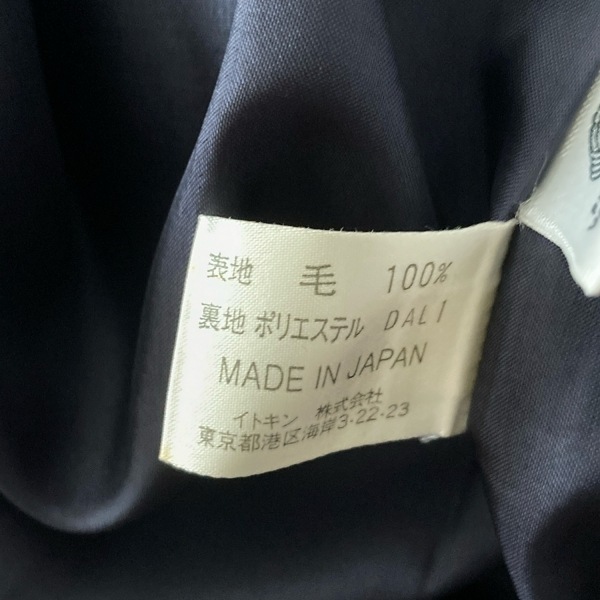 表地 毛 100%
裏地 ポリエステル DALI
MADE IN JAPAN
イトキン 株式会社
東京都港区海岸3-22-23